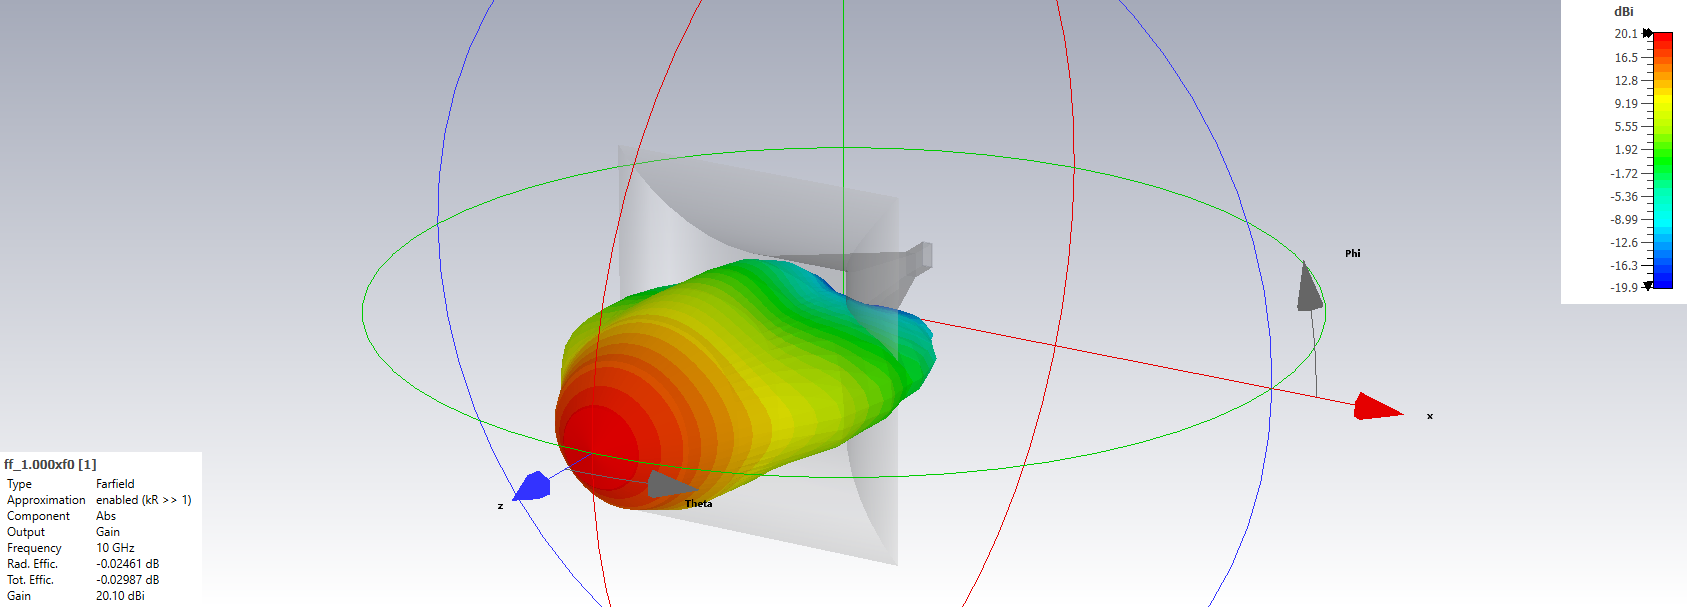 dBi
20.1
16.5
12.8
9.19
5.55
1.92
-1.72
-5.36
-8.99
-12.6
-16.3
-19.9
Phi
x
z
Theta
ff_1.000xf0 [1]
Type Farfield
Approximation enabled (kR >> 1)
Component Abs
Output Gain
Frequency 10 GHz
Rad. Effic. -0.02461 dB
Tot. Effic. -0.02987 dB
Gain 20.10 dBi